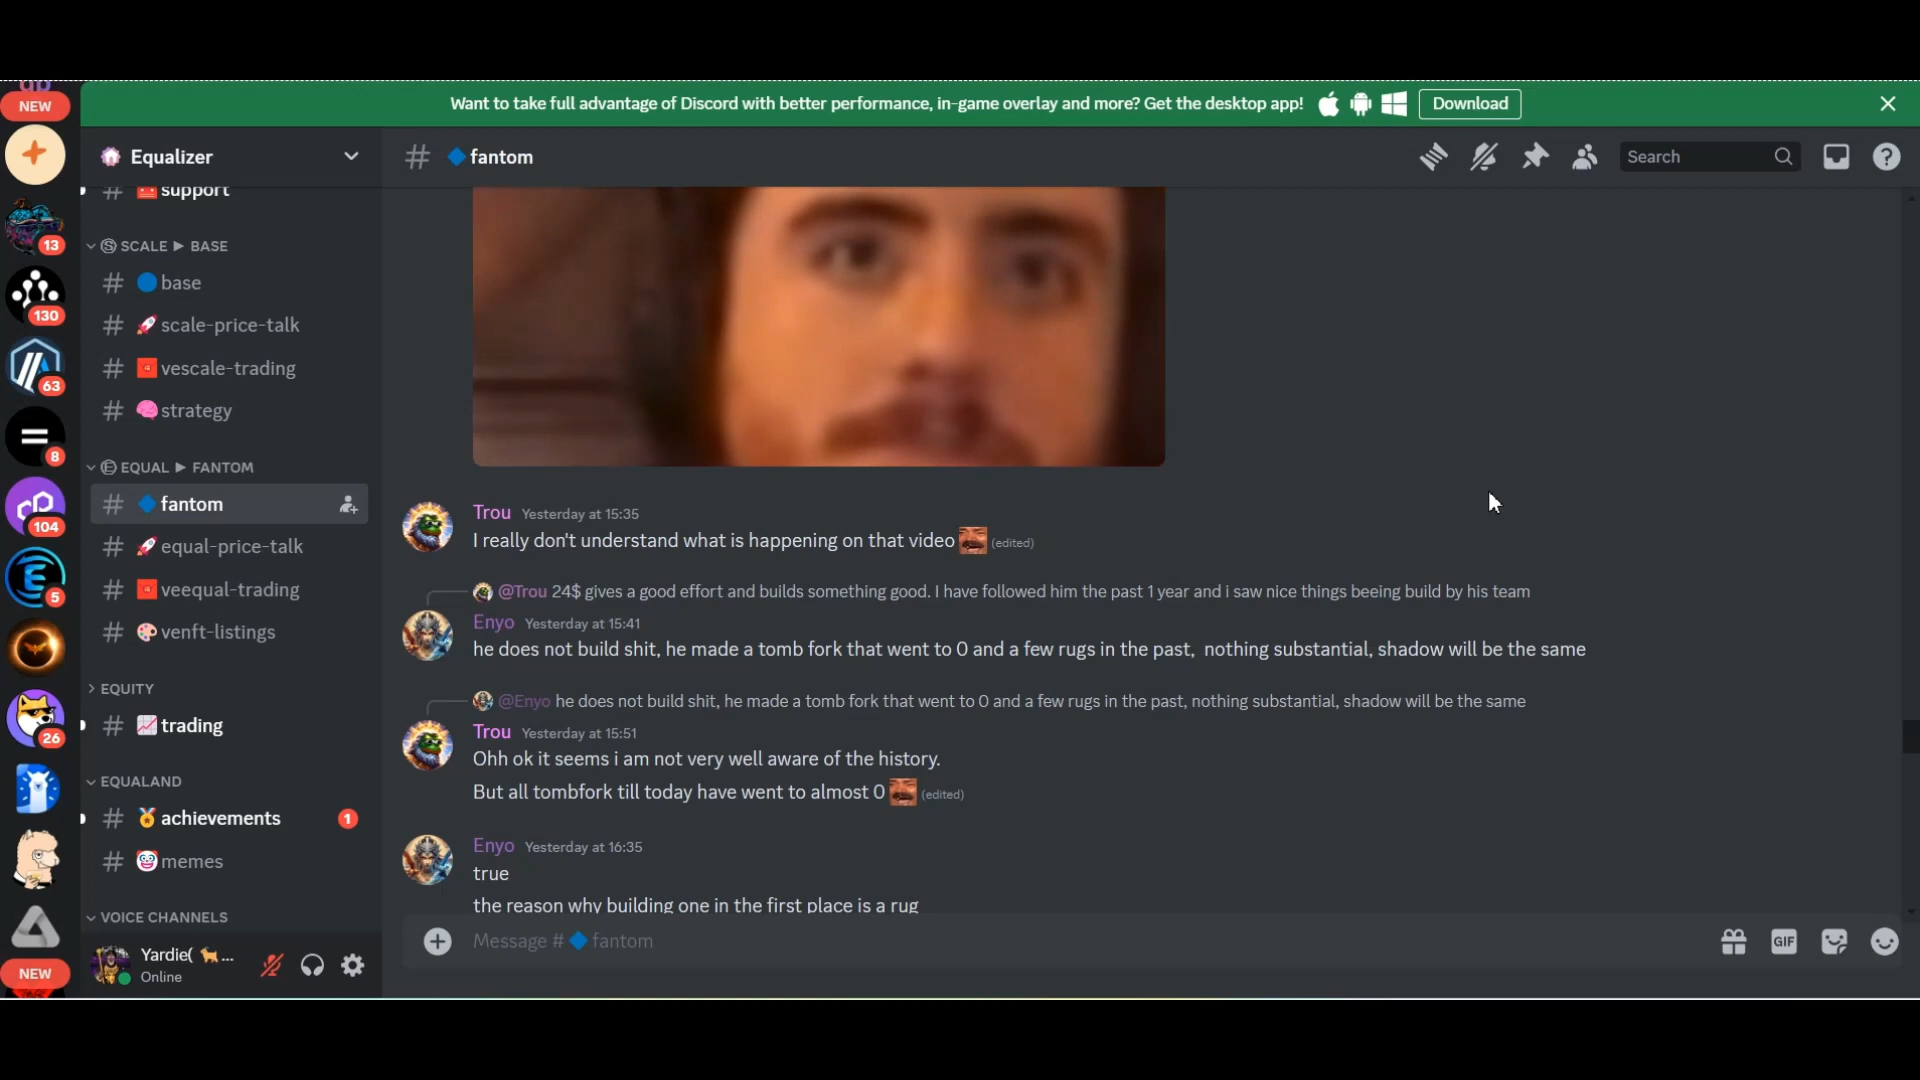 NEW
Want to take full advantage of Discord with better performance, in-game overlay and more? Get the desktop app!
Download
Equalizer
fantom
Search
support
SCALE ▶ BASE
base
scale-price-talk
vescale-trading
strategy
EQUAL ▶ FANTOM
fantom
equal-price-talk
veequal-trading
venft-listings
EQUITY
trading
EQUALAND
achievements
1
memes
VOICE CHANNELS
Yardie( 🐕...
Online
13
130
63
8
104
5
26
NEW
Trou Yesterday at 15:35
I really don't understand what is happening on that video (edited)
@Trou 24$ gives a good effort and builds something good. I have followed him the past 1 year and i saw nice things beeing build by his team
Enyo Yesterday at 15:41
he does not build shit, he made a tomb fork that went to 0 and a few rugs in the past, nothing substantial, shadow will be the same
@Enyo he does not build shit, he made a tomb fork that went to 0 and a few rugs in the past, nothing substantial, shadow will be the same
Trou Yesterday at 15:51
Ohh ok it seems i am not very well aware of the history.
But all tombfork till today have went to almost 0 (edited)
Enyo Yesterday at 16:35
true
the reason why building one in the first place is a rug
Message # 🔷 fantom
GIF